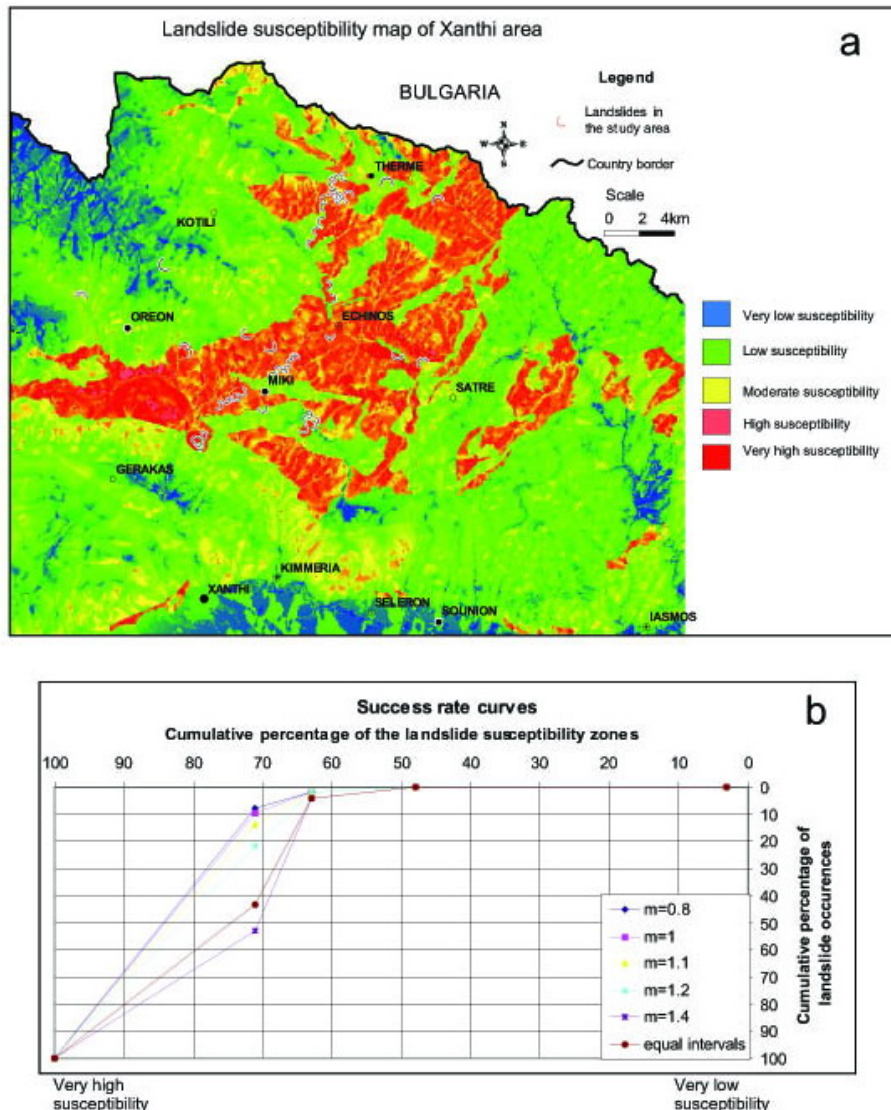 Landslide susceptibility map of Xanthi area
a
BULGARIA
Legend
Landslides in
the study area
Country border
Scale
0 2 4km
N
W E
S
THERME
KOTILI
OREON
ECHINOS
MIKI
SATRE
GERAKAS
KIMMERIA
XANTHI
SELERON
SOUNION
IASMOS
Very low susceptibility
Low susceptibility
Moderate susceptibility
High susceptibility
Very high susceptibility
b
Success rate curves
Cumulative percentage of the landslide susceptibility zones
100 90 80 70 60 50 40 30 20 10 0
0
10
20
30
40
50
60
70
80
90
100
Cumulative percentage of
landslide occurences
m=0.8
m=1
m=1.1
m=1.2
m=1.4
equal intervals
Very high
susceptibility
Very low
susceptibility